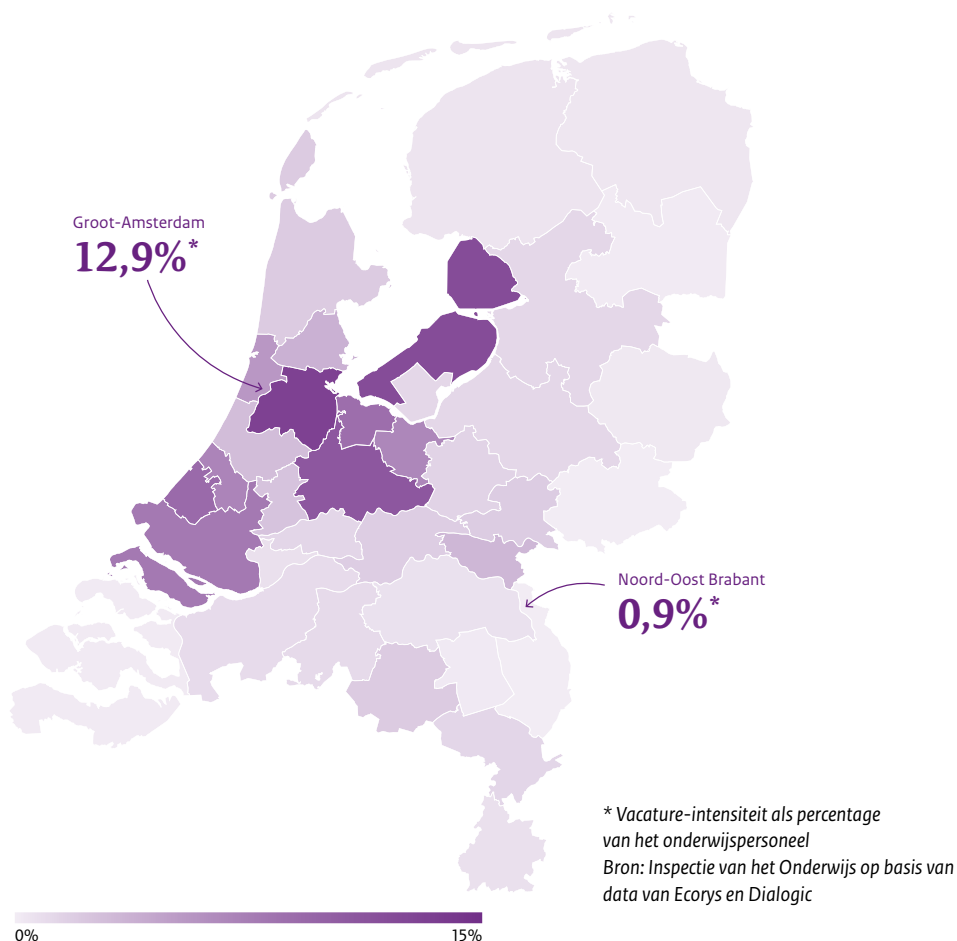 Groot-Amsterdam
12,9%*
Noord-Oost Brabant
0,9%*
* Vacature-intensiteit als percentage
van het onderwijspersoneel
Bron: Inspectie van het Onderwijs op basis van
data van Ecorys en Dialogic
0%
15%